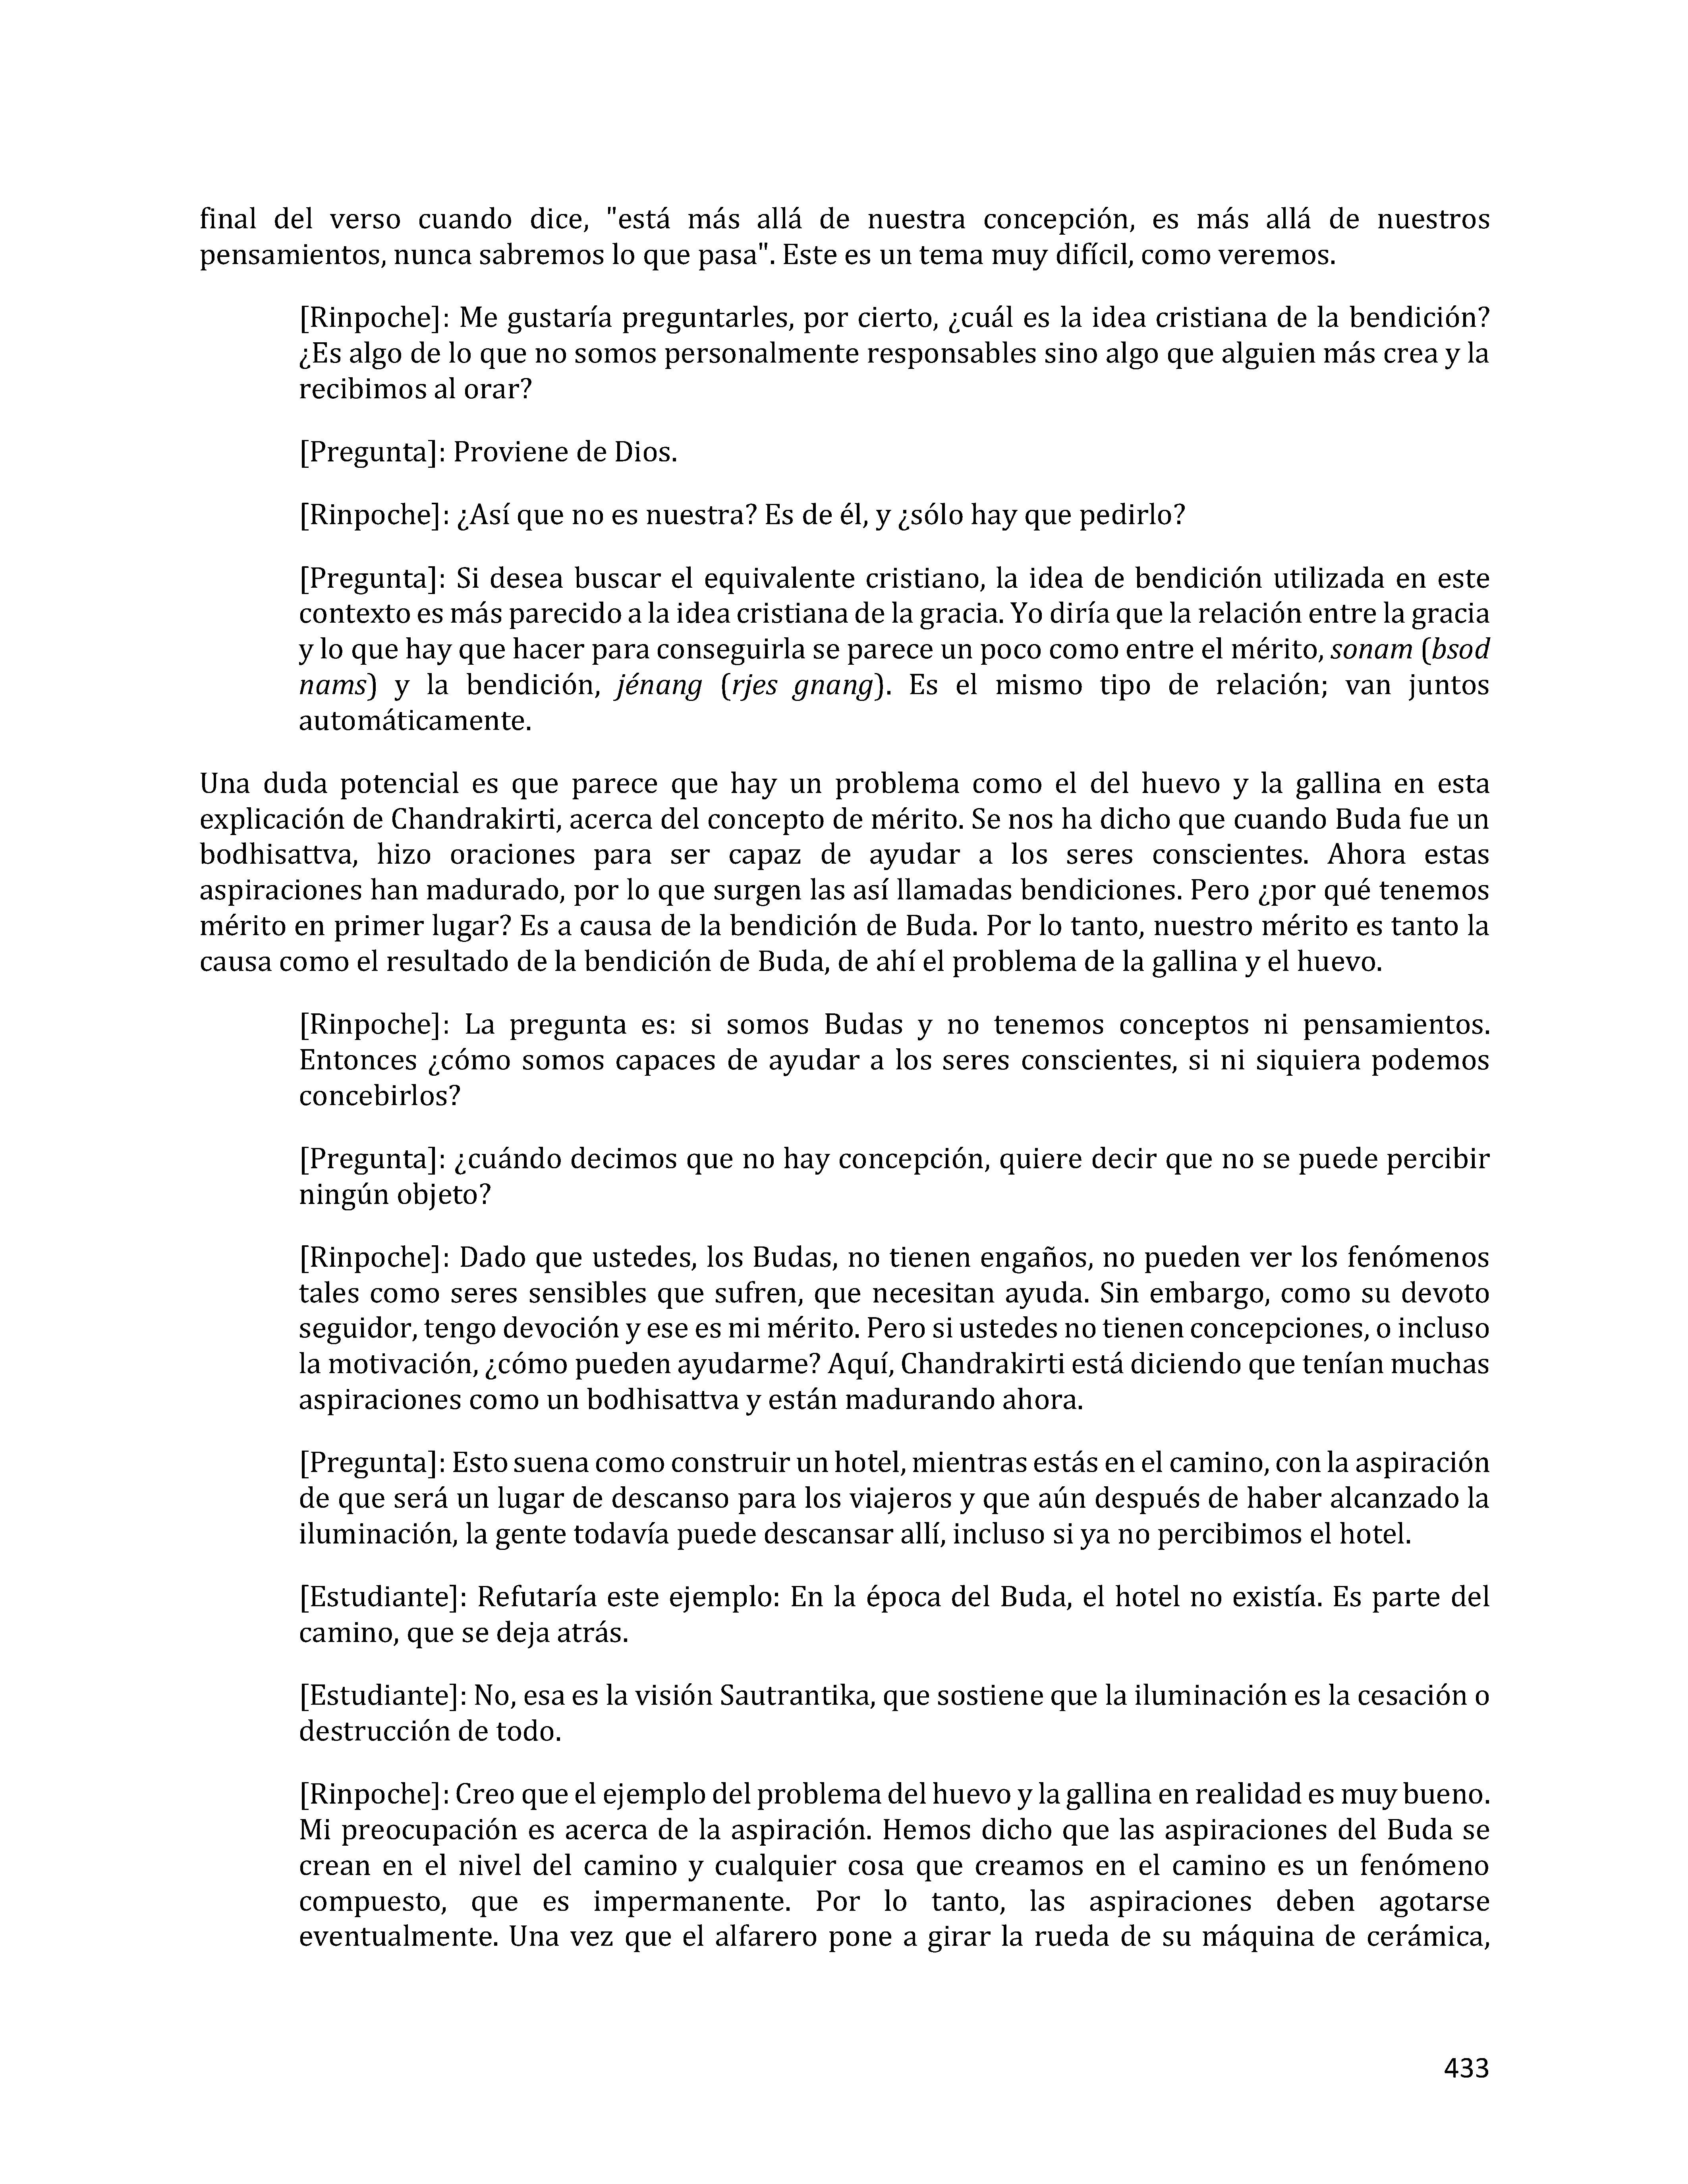 final del verso cuando dice, "está más allá de nuestra concepción, es más allá de nuestros
pensamientos, nunca sabremos lo que pasa". Este es un tema muy difícil, como veremos.
[Rinpoche]: Me gustaría preguntarles, por cierto, ¿cuál es la idea cristiana de la bendición?
¿Es algo de lo que no somos personalmente responsables sino algo que alguien más crea y la
recibimos al orar?
[Pregunta]: Proviene de Dios.
[Rinpoche]: ¿Así que no es nuestra? Es de él, y ¿sólo hay que pedirlo?
[Pregunta]: Si desea buscar el equivalente cristiano, la idea de bendición utilizada en este
contexto es más parecido a la idea cristiana de la gracia. Yo diría que la relación entre la gracia
y lo que hay que hacer para conseguirla se parece un poco como entre el mérito, sonam (bsod
nams) y la bendición, jénang (rjes gnang). Es el mismo tipo de relación; van juntos
automáticamente.
Una duda potencial es que parece que hay un problema como el del huevo y la gallina en esta
explicación de Chandrakirti, acerca del concepto de mérito. Se nos ha dicho que cuando Buda fue un
bodhisattva, hizo oraciones para ser capaz de ayudar a los seres conscientes. Ahora estas
aspiraciones han madurado, por lo que surgen las así llamadas bendiciones. Pero ¿por qué tenemos
mérito en primer lugar? Es a causa de la bendición de Buda. Por lo tanto, nuestro mérito es tanto la
causa como el resultado de la bendición de Buda, de ahí el problema de la gallina y el huevo.
[Rinpoche]: La pregunta es: si somos Budas y no tenemos conceptos ni pensamientos.
Entonces ¿cómo somos capaces de ayudar a los seres conscientes, si ni siquiera podemos
concebirlos?
[Pregunta]: ¿cuándo decimos que no hay concepción, quiere decir que no se puede percibir
ningún objeto?
[Rinpoche]: Dado que ustedes, los Budas, no tienen engaños, no pueden ver los fenómenos
tales como seres sensibles que sufren, que necesitan ayuda. Sin embargo, como su devoto
seguidor, tengo devoción y ese es mi mérito. Pero si ustedes no tienen concepciones, o incluso
la motivación, ¿cómo pueden ayudarme? Aquí, Chandrakirti está diciendo que tenían muchas
aspiraciones como un bodhisattva y están madurando ahora.
[Pregunta]: Esto suena como construir un hotel, mientras estás en el camino, con la aspiración
de que será un lugar de descanso para los viajeros y que aún después de haber alcanzado la
iluminación, la gente todavía puede descansar allí, incluso si ya no percibimos el hotel.
[Estudiante]: Refutaría este ejemplo: En la época del Buda, el hotel no existía. Es parte del
camino, que se deja atrás.
[Estudiante]: No, esa es la visión Sautrantika, que sostiene que la iluminación es la cesación o
destrucción de todo.
[Rinpoche]: Creo que el ejemplo del problema del huevo y la gallina en realidad es muy bueno.
Mi preocupación es acerca de la aspiración. Hemos dicho que las aspiraciones del Buda se
crean en el nivel del camino y cualquier cosa que creamos en el camino es un fenómeno
compuesto, que es impermanente. Por lo tanto, las aspiraciones deben agotarse
eventualmente. Una vez que el alfarero pone a girar la rueda de su máquina de cerámica,
433